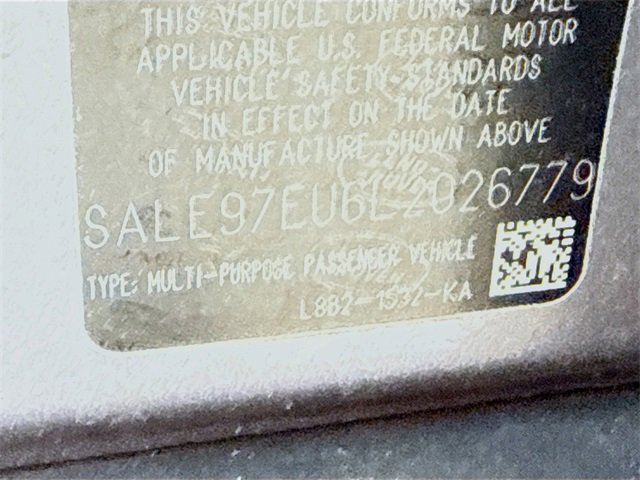 THIS VEHICLE CONFORMS TO ALL
APPLICABLE U.S. FEDERAL MOTOR
VEHICLE SAFETY STANDARDS
IN EFFECT ON THE DATE
OF MANUFACTURE SHOWN ABOVE
SALE97EU6L2026779
TYPE: MULTI-PURPOSE PASSENGER VEHICLE
L8B2-1532-KA